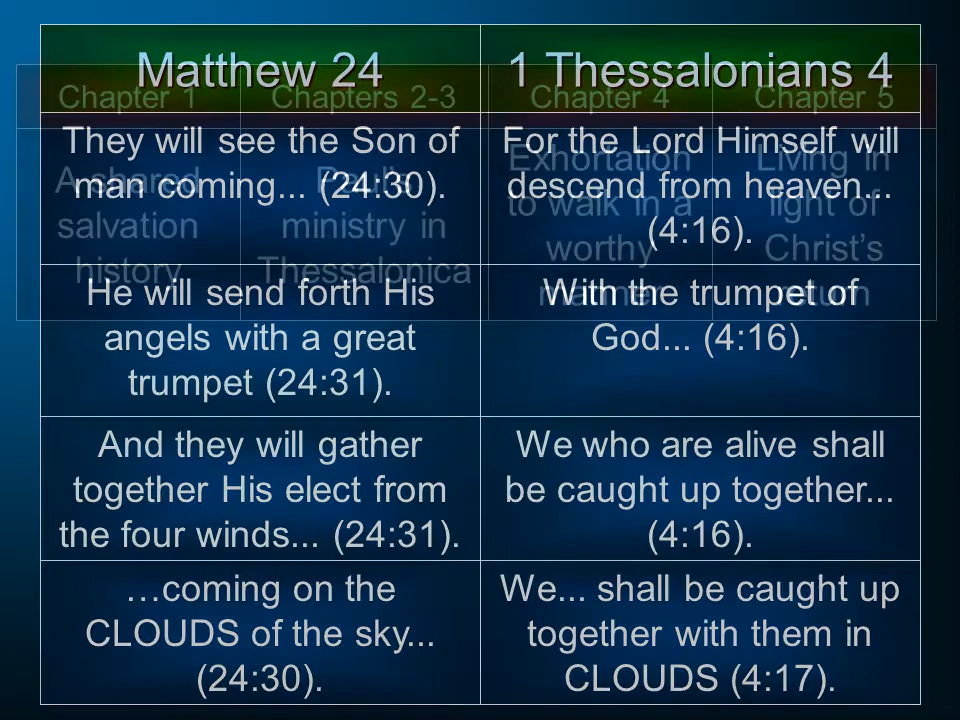 Matthew 24
1 Thessalonians 4
Chapter 1
Chapters 2-3
Chapter 4
Chapter 5
They will see the Son of
man coming... (24:30).
For the Lord Himself will
descend from heaven...
(4:16).
A shared
salvation
history
ministry in
Thessalonica
Exhortation
to walk in a
worthy
manner
Living in
light of
Christ’s
return
He will send forth His
angels with a great
trumpet (24:31).
With the trumpet of
God... (4:16).
And they will gather
together His elect from
the four winds... (24:31).
We who are alive shall
be caught up together...
(4:16).
…coming on the
CLOUDS of the sky...
(24:30).
We... shall be caught up
together with them in
CLOUDS (4:17).